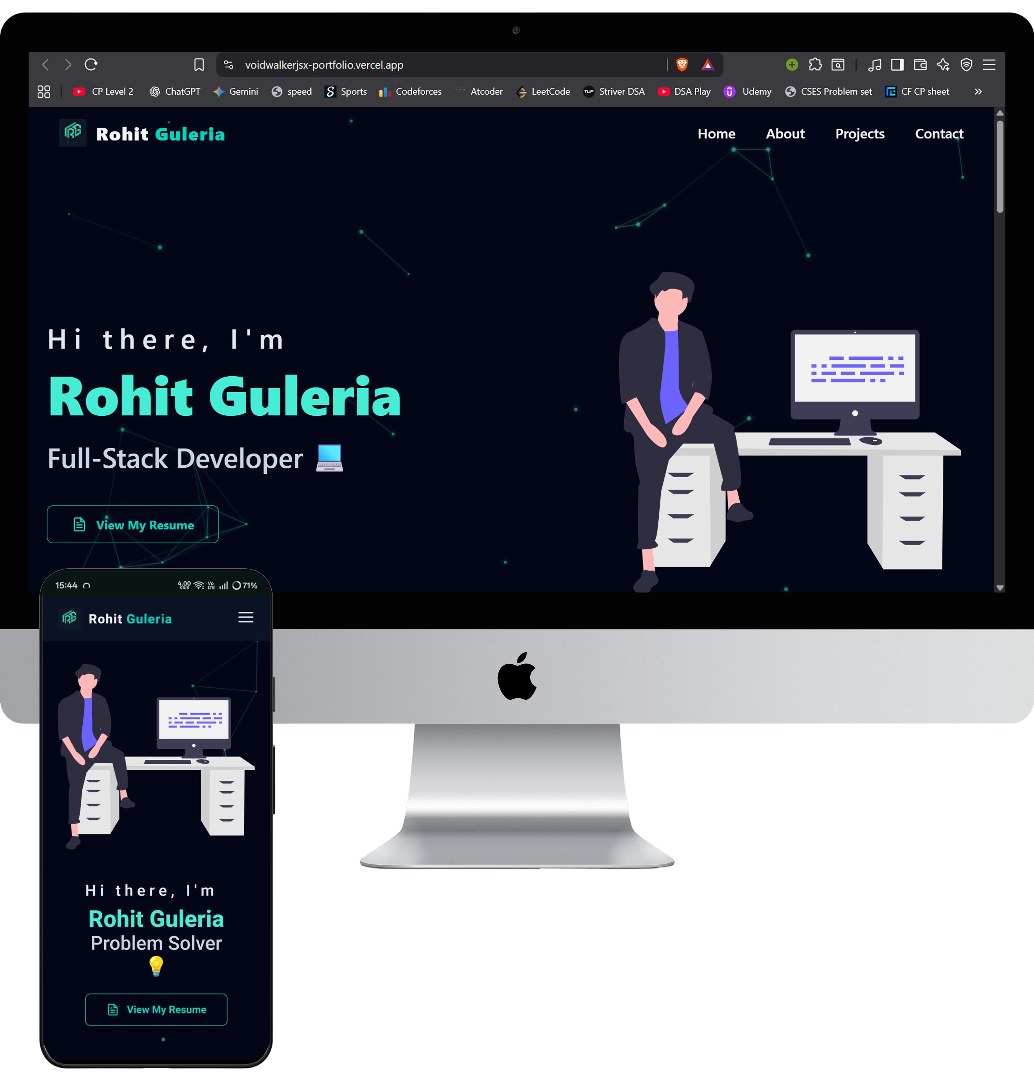 voidwalkerjsx-portfolio.vercel.app
CP Level 2 ChatGPT Gemini speed Sports Codeforces Atcoder LeetCode Striver DSA DSA Play Udemy CSES Problem set CF CP sheet »
Rohit Guleria
Home About Projects Contact
Hi there, I'm
Rohit Guleria
Full-Stack Developer
View My Resume
15:44 71%
Rohit Guleria
Hi there, I'm
Rohit Guleria
Problem Solver
View My Resume